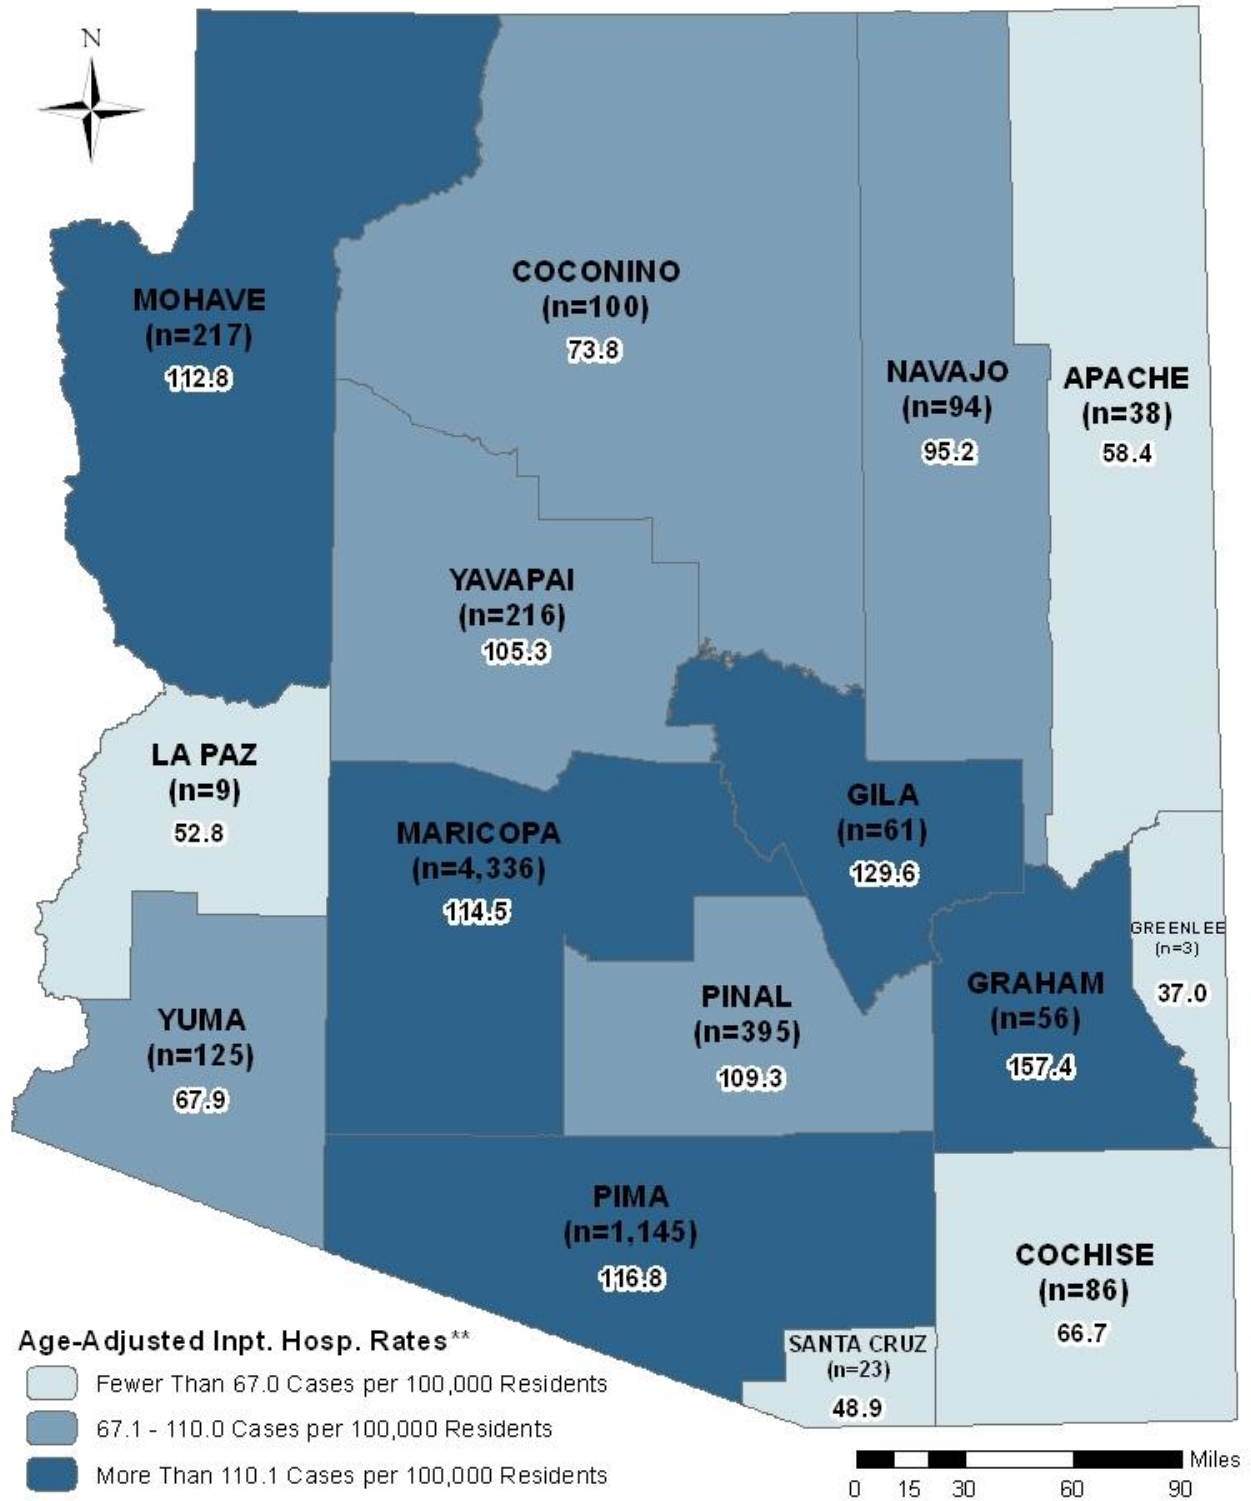 N
MOHAVE
(n=217)
112.8
COCONINO
(n=100)
73.8
NAVAJO
(n=94)
95.2
APACHE
(n=38)
58.4
YAVAPAI
(n=216)
105.3
LA PAZ
(n=9)
52.8
MARICOPA
(n=4,336)
114.5
GILA
(n=61)
129.6
GREENLEE
(n=3)
37.0
GRAHAM
(n=56)
157.4
PINAL
(n=395)
109.3
YUMA
(n=125)
67.9
PIMA
(n=1,145)
116.8
COCHISE
(n=86)
66.7
SANTA CRUZ
(n=23)
48.9
Age-Adjusted Inpt. Hosp. Rates**
Fewer Than 67.0 Cases per 100,000 Residents
67.1 - 110.0 Cases per 100,000 Residents
More Than 110.1 Cases per 100,000 Residents
Miles
0 15 30 60 90